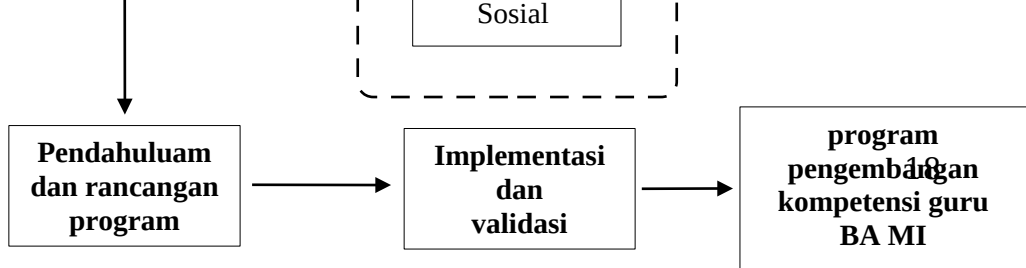 Sosial
Pendahuluam
dan rancangan
program
Implementasi
dan
validasi
program
pengembangan
kompetensi guru
BA MI
18